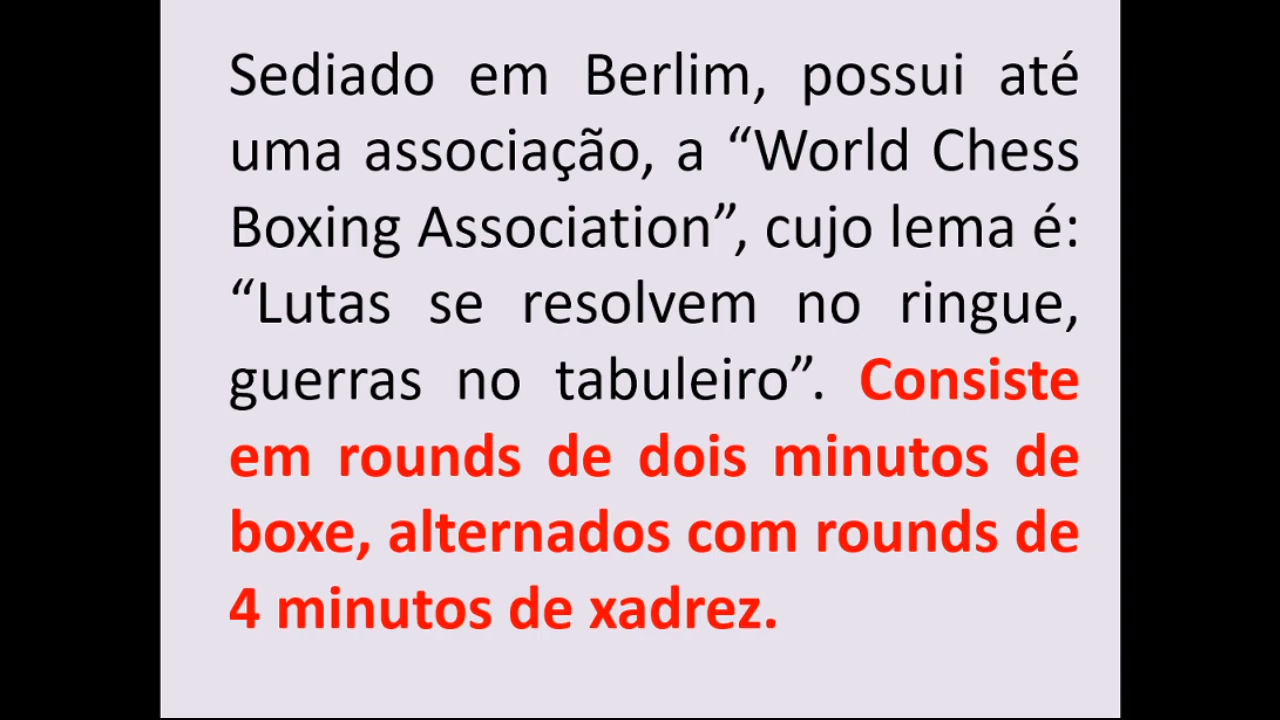 Sediado em Berlim, possui até
uma associação, a “World Chess
Boxing Association”, cujo lema é:
“Lutas se resolvem no ringue,
guerras no tabuleiro”. Consiste
em rounds de dois minutos de
boxe, alternados com rounds de
4 minutos de xadrez.